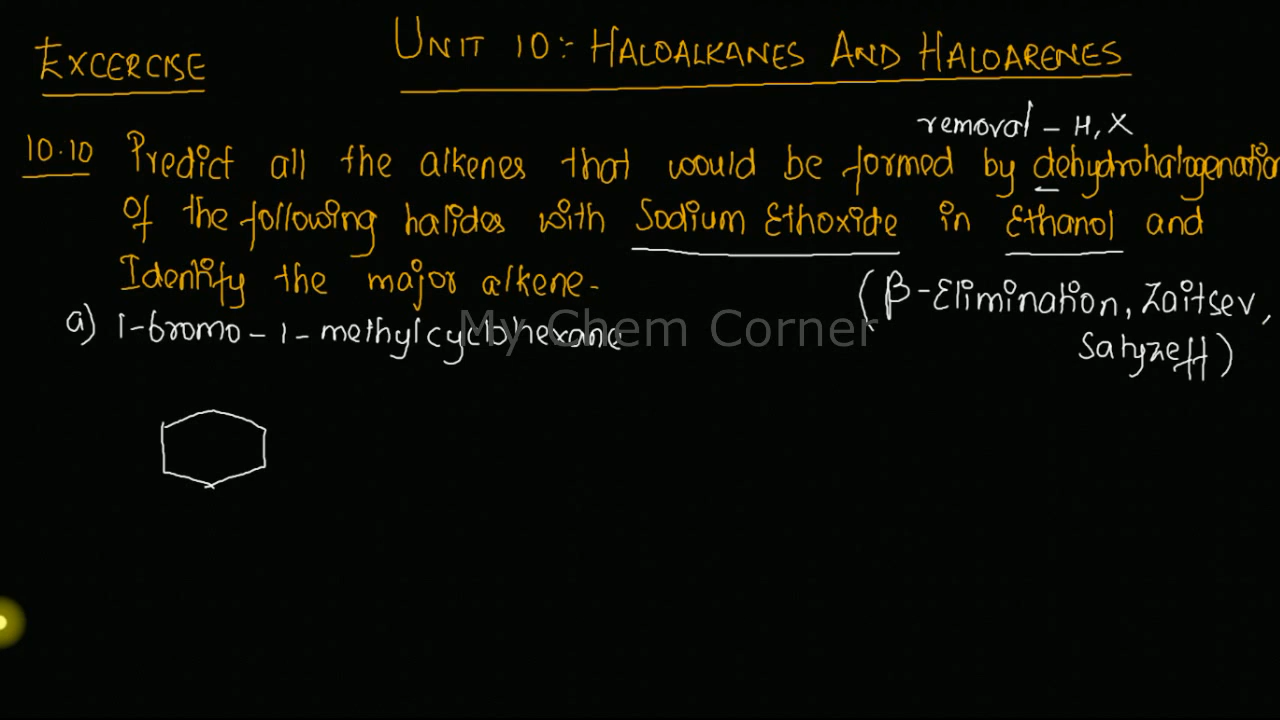 EXCERCISE
UNIT 10:- HALOALKANES AND HALOARENES
removal - H, X
10.10 Predict all the alkenes that would be formed by dehydrohalogenation
Of the following halides with Sodium Ethoxide in Ethanol and
Identify the major alkene.
(β-Elimination, Zaitsev,
Satyzeff)
a) 1-bromo-1-methylcyclohexane
My Chem Corner